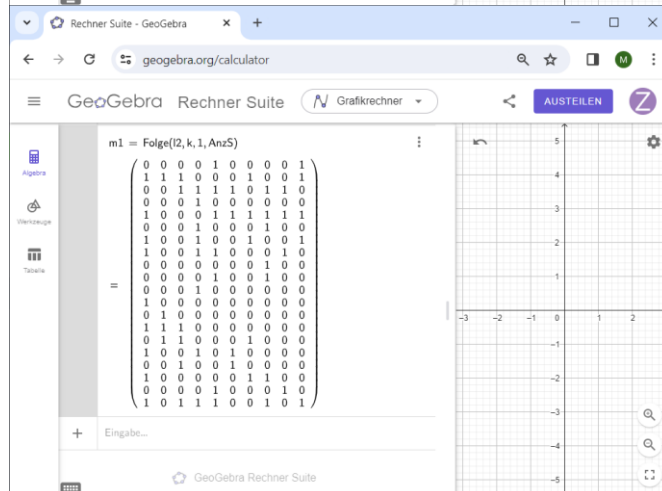 Rechner Suite - GeoGebra
geogebra.org/calculator
M
GeoGebra Rechner Suite
Grafikrechner
AUSTEILEN
Z
Algebra
Werkzeuge
Tabelle
m1 = Folge(l2, k, 1, AnzS)
=
0 0 0 0 1 0 0 0 0 1
1 1 1 0 0 0 1 0 0 1
0 0 1 1 1 1 0 1 1 0
0 0 0 1 0 0 0 0 0 0
1 0 0 0 1 1 1 1 1 1
0 0 0 1 0 0 0 1 0 0
1 0 0 1 0 0 1 0 0 1
1 0 0 1 1 0 0 0 1 0
0 0 0 0 0 0 0 1 0 0
0 0 0 0 1 0 0 1 0 0
0 0 0 1 0 0 0 0 0 0
1 0 0 0 0 0 0 0 0 0
0 1 0 0 0 0 0 0 0 0
1 1 1 0 0 0 0 0 0 0
0 1 1 0 0 0 1 0 0 0
1 0 0 1 0 1 0 0 0 0
0 0 1 0 0 1 0 0 0 0
1 0 0 0 0 0 1 1 0 0
0 0 0 0 1 0 0 0 1 0
1 0 1 1 1 0 0 1 0 1
+ Eingabe...
GeoGebra Rechner Suite
5
4
3
2
1
-3 -2 -1 0 1 2
-1
-2
-3
-4
-5